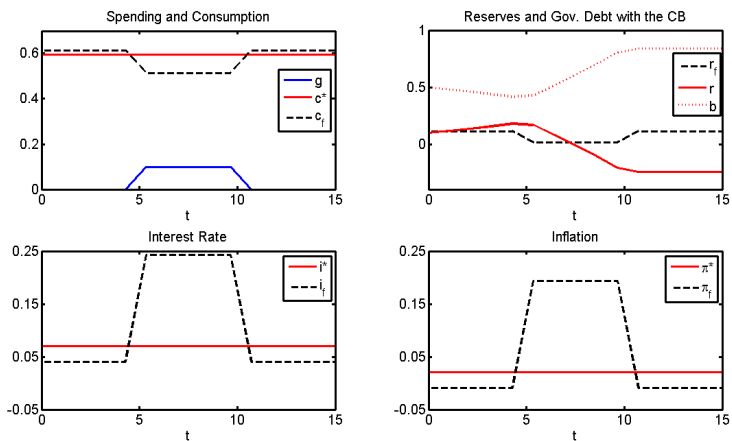 Spending and Consumption
0.6
0.4
0.2
0
0
5
10
15
t
g
c*
c_f
Reserves and Gov. Debt with the CB
1
0.5
0
0
5
10
15
t
r_f
r
b
Interest Rate
0.25
0.15
0.05
-0.05
0
5
10
15
t
i*
i_f
Inflation
0.25
0.15
0.05
-0.05
0
5
10
15
t
π*
π_f